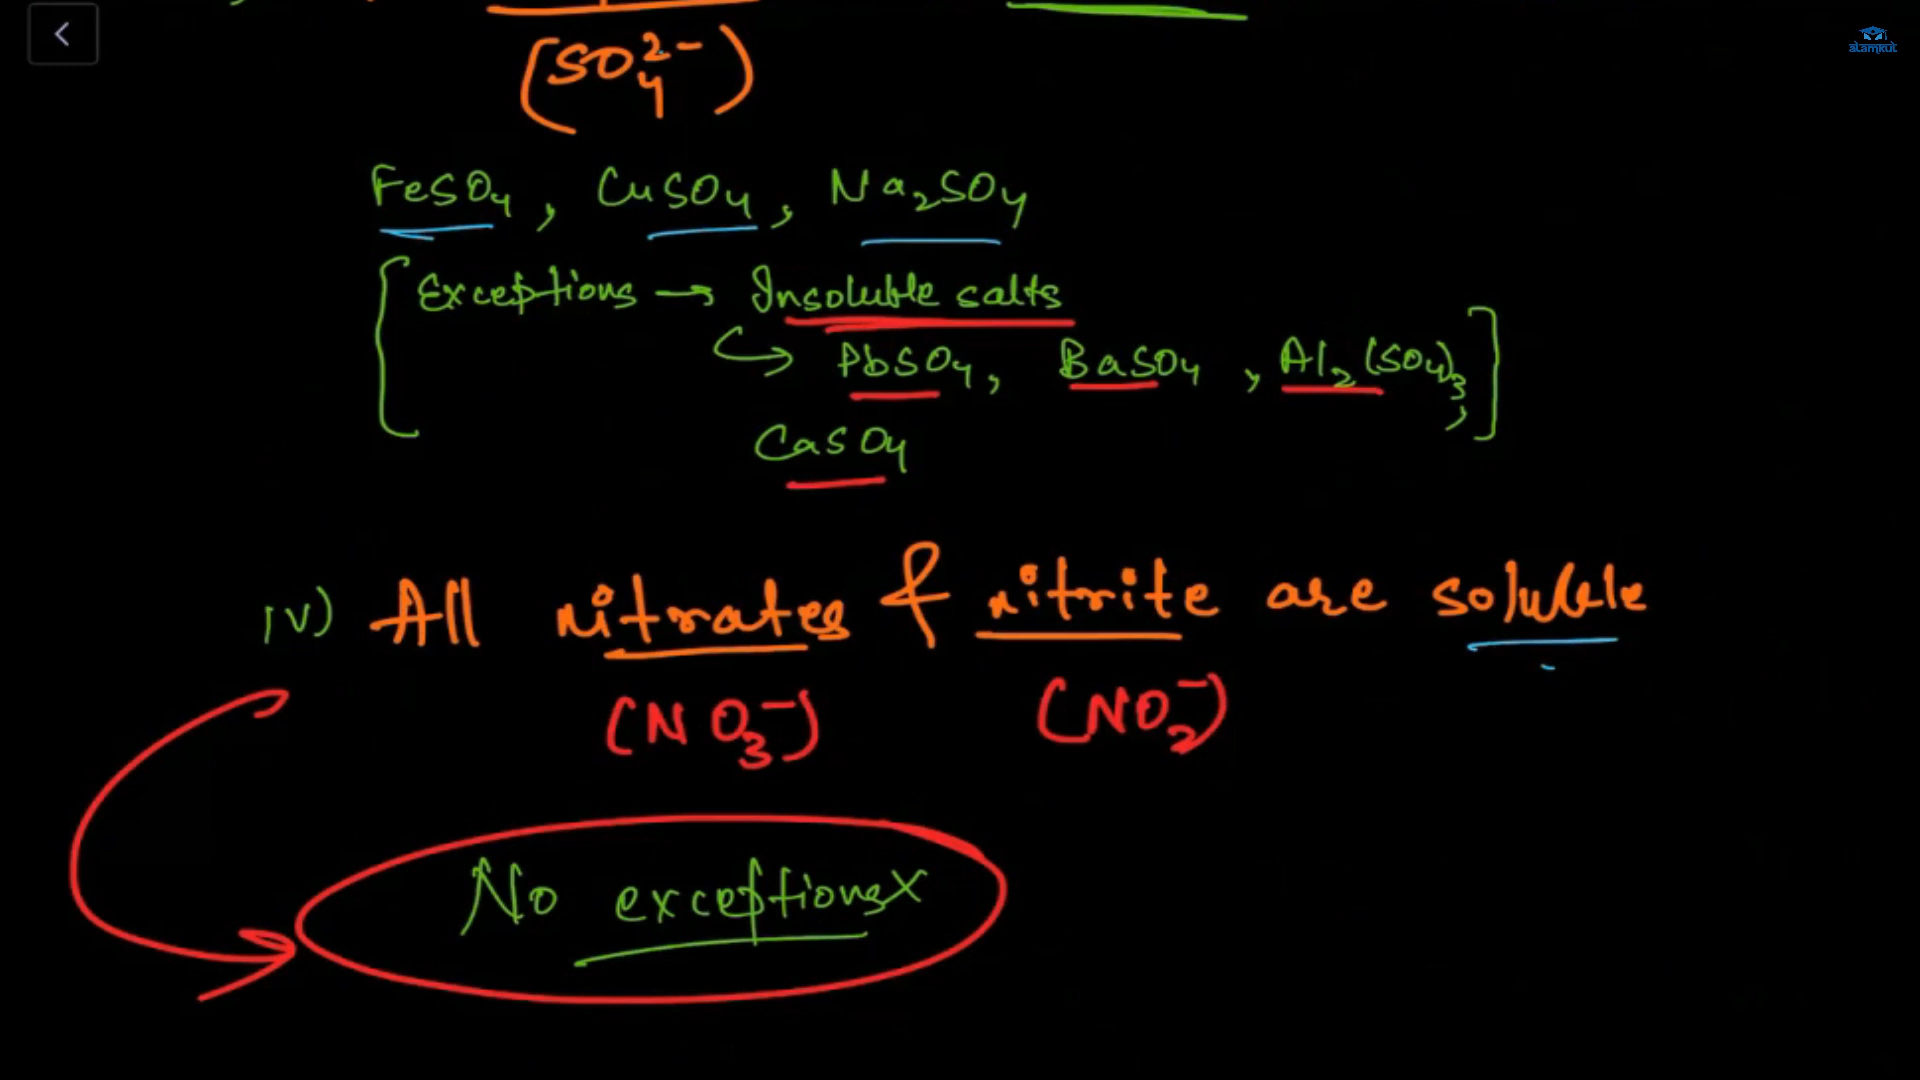 alamkut
(SO₄²⁻)
FeSO₄, CuSO₄, Na₂SO₄
Exceptions → Insoluble salts
↪ PbSO₄, BaSO₄, Al₂(SO₄)₃,
CaSO₄
iv) All nitrates & nitrite are soluble
(NO₃⁻) (NO₂⁻)
No exceptions x